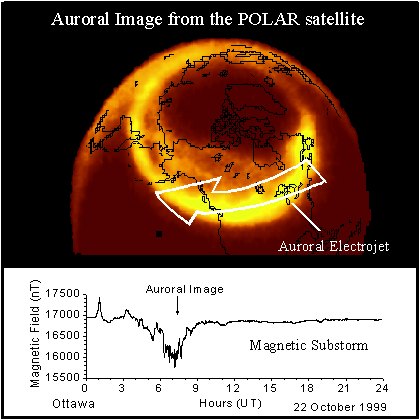 Auroral Image from the POLAR satellite
Auroral Electrojet
17500
17000
16500
16000
15500
Magnetic Field (nT)
Auroral Image
Magnetic Substorm
0 3 6 9 12 15 18 21 24
Ottawa Hours (UT) 22 October 1999